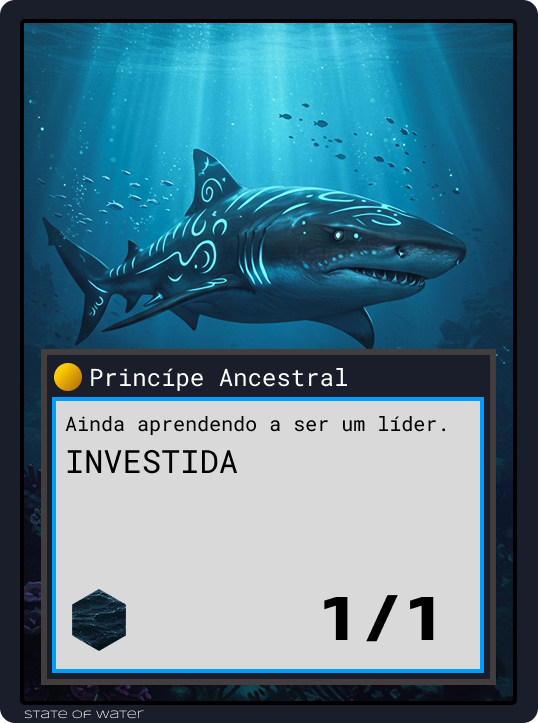 Princípe Ancestral
Ainda aprendendo a ser um líder.
INVESTIDA
1/1
STATE OF WATER